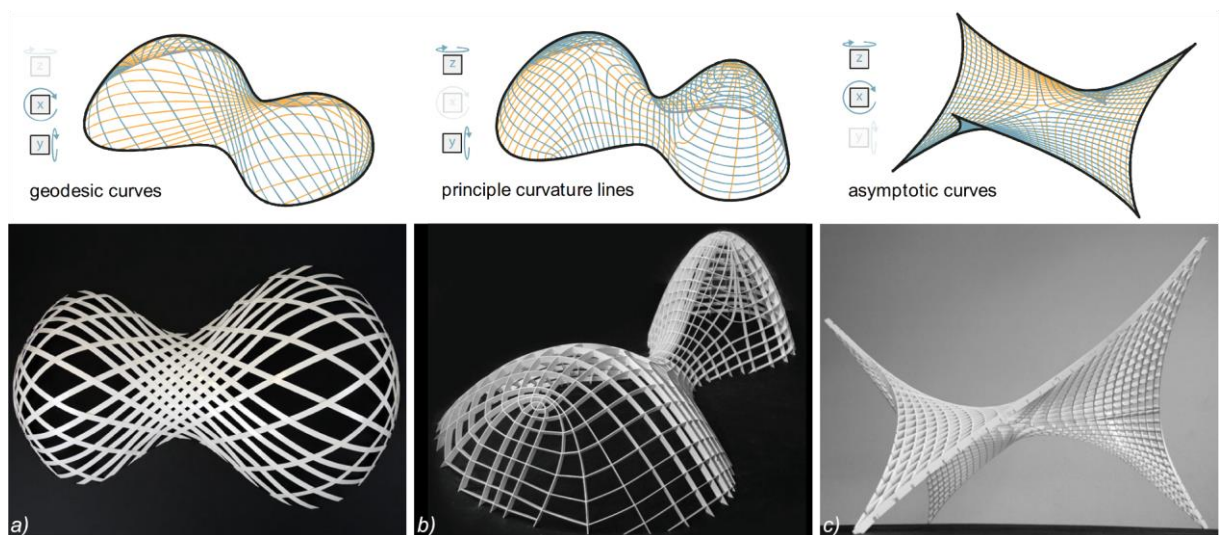 z
x
y
geodesic curves
z
x
y
principle curvature lines
z
x
y
asymptotic curves
a)
b)
c)